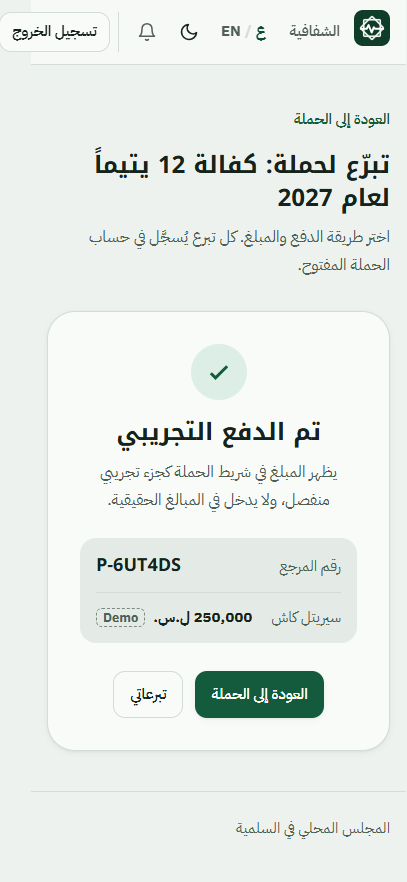 الشفافية
ع / EN
تسجيل الخروج
العودة إلى الحملة
تبرّع لحملة: كفالة 12 يتيماً
لعام 2027
اختر طريقة الدفع والمبلغ. كل تبرع يُسجَّل في حساب
الحملة المفتوح.
تم الدفع التجريبي
يظهر المبلغ في شريط الحملة كجزء تجريبي
منفصل، ولا يدخل في المبالغ الحقيقية.
رقم المرجع P-6UT4DS
سيريتل كاش 250,000 ل.س. Demo
العودة إلى الحملة
تبرعاتي
المجلس المحلي في السلمية